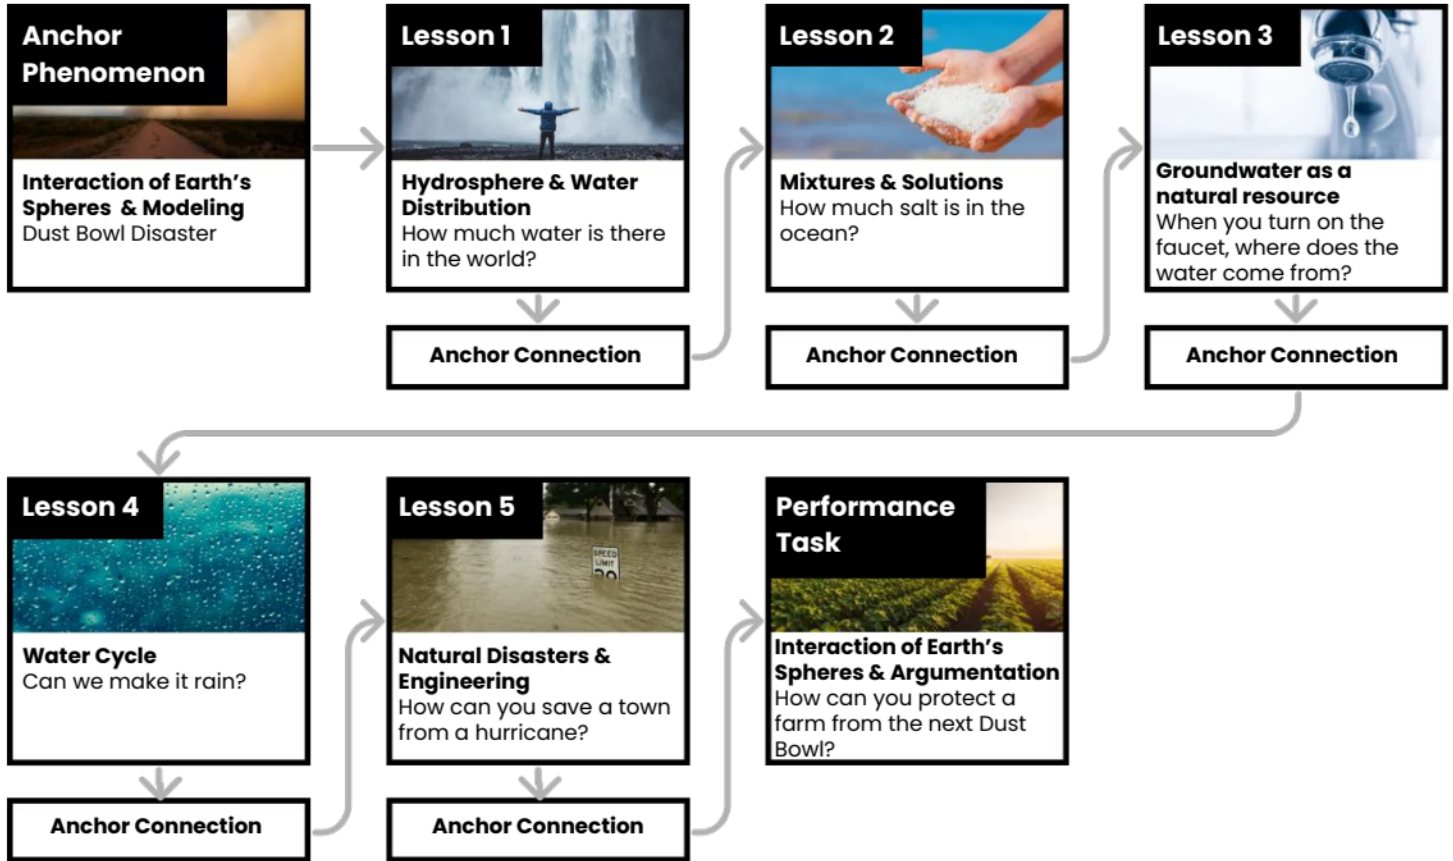 Anchor
Phenomenon
Interaction of Earth's
Spheres & Modeling
Dust Bowl Disaster
Lesson 1
Hydrosphere & Water
Distribution
How much water is there
in the world?
Anchor Connection
Lesson 2
Mixtures & Solutions
How much salt is in the
ocean?
Anchor Connection
Lesson 3
Groundwater as a
natural resource
When you turn on the
faucet, where does the
water come from?
Anchor Connection
Lesson 4
Water Cycle
Can we make it rain?
Anchor Connection
Lesson 5
SPEED
LIMIT
Natural Disasters &
Engineering
How can you save a town
from a hurricane?
Anchor Connection
Performance
Task
Interaction of Earth's
Spheres & Argumentation
How can you protect a
farm from the next Dust
Bowl?